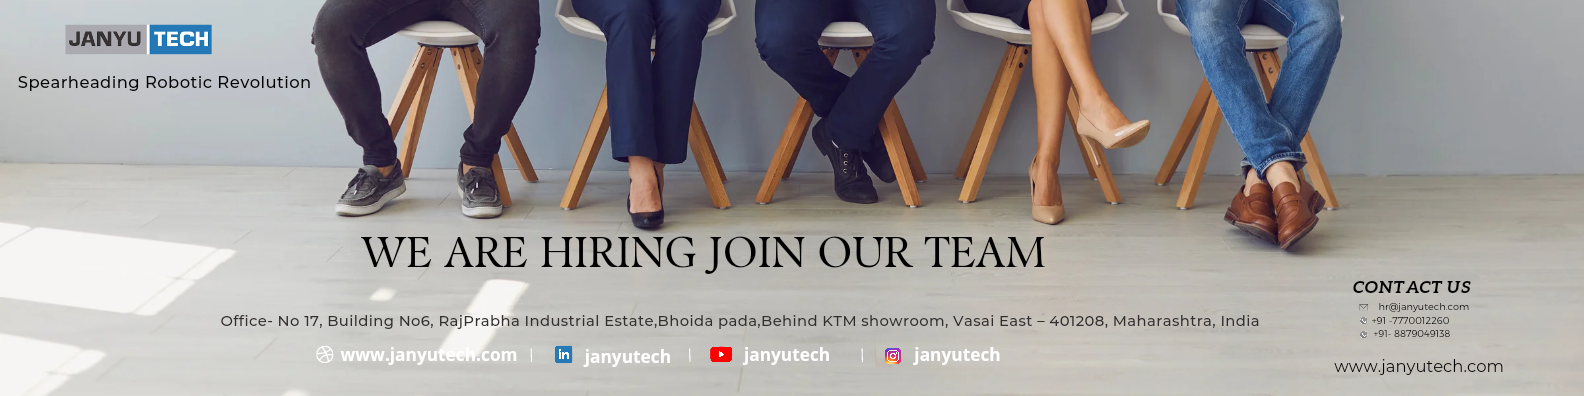 JANYU TECH
Spearheading Robotic Revolution
WE ARE HIRING JOIN OUR TEAM
Office- No 17, Building No6, RajPrabha Industrial Estate,Bhoida pada,Behind KTM showroom, Vasai East – 401208, Maharashtra, India
www.janyutech.com | janyutech | janyutech | janyutech
CONTACT US
hr@janyutech.com
+91 -7770012260
+91- 8879049138
www.janyutech.com